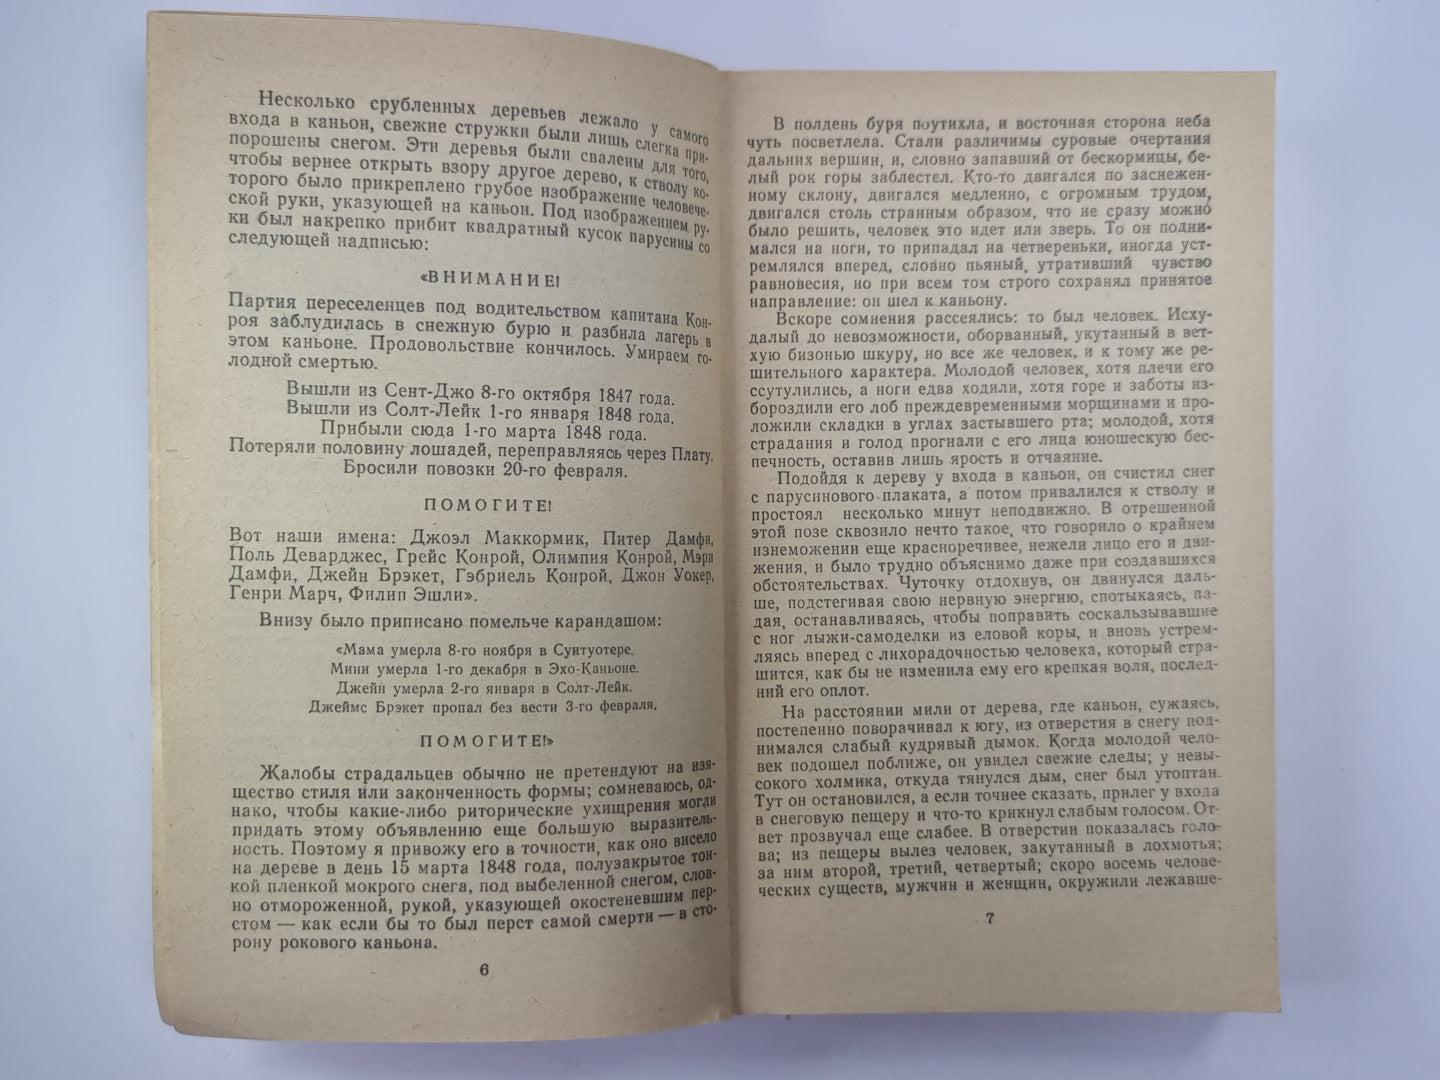 Несколько срубленных деревьев лежало у самого
входа в каньон, свежие стружки были лишь слегка при-
порошены снегом. Эти деревья были свалены для того,
чтобы вернее открыть взору другое дерево, к стволу ко-
торого было прикреплено грубое изображение человече-
ской руки, указующей на каньон. Под изображением ру-
ки был накрепко прибит квадратный кусок парусины со
следующей надписью:
«ВНИМАНИЕ!
Партия переселенцев под водительством капитана Кон-
роя заблудилась в снежную бурю и разбила лагерь в
этом каньоне. Продовольствие кончилось. Умираем го-
лодной смертью.
Вышли из Сент-Джо 8-го октября 1847 года.
Вышли из Солт-Лейк 1-го января 1848 года.
Прибыли сюда 1-го марта 1848 года.
Потеряли половину лошадей, переправляясь через Плату.
Бросили повозки 20-го февраля.
ПОМОГИТЕ!
Вот наши имена: Джоэл Маккормик, Питер Дамфи,
Поль Деварджес, Грейс Конрой, Олимпия Конрой, Мэри
Дамфи, Джейн Брэкет, Гэбриель Конрой, Джон Уокер,
Генри Марч, Филип Эшли».
Внизу было приписано помельче карандашом:
«Мама умерла 8-го ноября в Суитуотере.
Мини умерла 1-го декабря в Эхо-Каньоне.
Джейн умерла 2-го января в Солт-Лейк.
Джеймс Брэкет пропал без вести 3-го февраля.
ПОМОГИТЕ!»
Жалобы страдальцев обычно не претендуют на изя-
щество стиля или законченность формы; сомневаюсь, од-
нако, чтобы какие-либо риторические ухищрения могли
придать этому объявлению еще большую выразитель-
ность. Поэтому я привожу его в точности, как оно висело
на дереве в день 15 марта 1848 года, полузакрытое тон-
кой пленкой мокрого снега, под выбеленной снегом, слов-
но отмороженной, рукой, указующей окостеневшим пер-
стом — как если бы то был перст самой смерти — в сто-
рону рокового каньона.
6
В полдень буря поутихла, и восточная сторона неба
чуть посветлела. Стали различимы суровые очертания
дальних вершин, и, словно запавший от бескормицы, бе-
лый рок горы заблестел. Кто-то двигался по заснежен-
ному склону, двигался медленно, с огромным трудом,
двигался столь странным образом, что не сразу можно
было решить, человек это идет или зверь. То он подни-
мался на ноги, то припадал на четвереньки, иногда уст-
ремлялся вперед, словно пьяный, утративший чувство
равновесия, но при всем том строго сохранял принятое
направление: он шел к каньону.
Вскоре сомнения рассеялись: то был человек. Исху-
далый до невозможности, оборванный, укутанный в вет-
хую бизонью шкуру, но все же человек, и к тому же ре-
шительного характера. Молодой человек, хотя плечи его
ссутулились, а ноги едва ходили, хотя горе и заботы из-
бороздили его лоб преждевременными морщинами и про-
ложили складки в углах застывшего рта; молодой, хотя
страдания и голод прогнали с его лица юношескую бес-
печность, оставив лишь ярость и отчаяние.
Подойдя к дереву у входа в каньон, он счистил снег
с парусинового плаката, а потом привалился к стволу и
простоял несколько минут неподвижно. В отрешенной
этой позе сквозило нечто такое, что говорило о крайнем
изнеможении еще красноречивее, нежели лицо его и дви-
жения, и было трудно объяснимо даже при создавшихся
обстоятельствах. Чуточку отдохнув, он двинулся даль-
ше, подстегивая свою нервную энергию, спотыкаясь, па-
дая, останавливаясь, чтобы поправить соскальзывавшие
с ног лыжи-самоделки из еловой коры, и вновь устрем-
ляясь вперед с лихорадочностью человека, который стра-
шится, как бы не изменила ему его крепкая воля, послед-
ний его оплот.
На расстоянии мили от дерева, где каньон, сужаясь,
постепенно поворачивал к югу, из отверстия в снегу под-
нимался слабый кудрявый дымок. Когда молодой чело-
век подошел поближе, он увидел свежие следы; у невы-
сокого холмика, откуда тянулся дым, снег был утоптан.
Тут он остановился, а если точнее сказать, прилег у входа
в снеговую пещеру и что-то крикнул слабым голосом. От-
вет прозвучал еще слабее. В отверстии показалась голо-
ва; из пещеры вылез человек, закутанный в лохмотья;
за ним второй, третий, четвертый; скоро восемь челове-
ческих существ, мужчин и женщин, окружили лежавше-
7